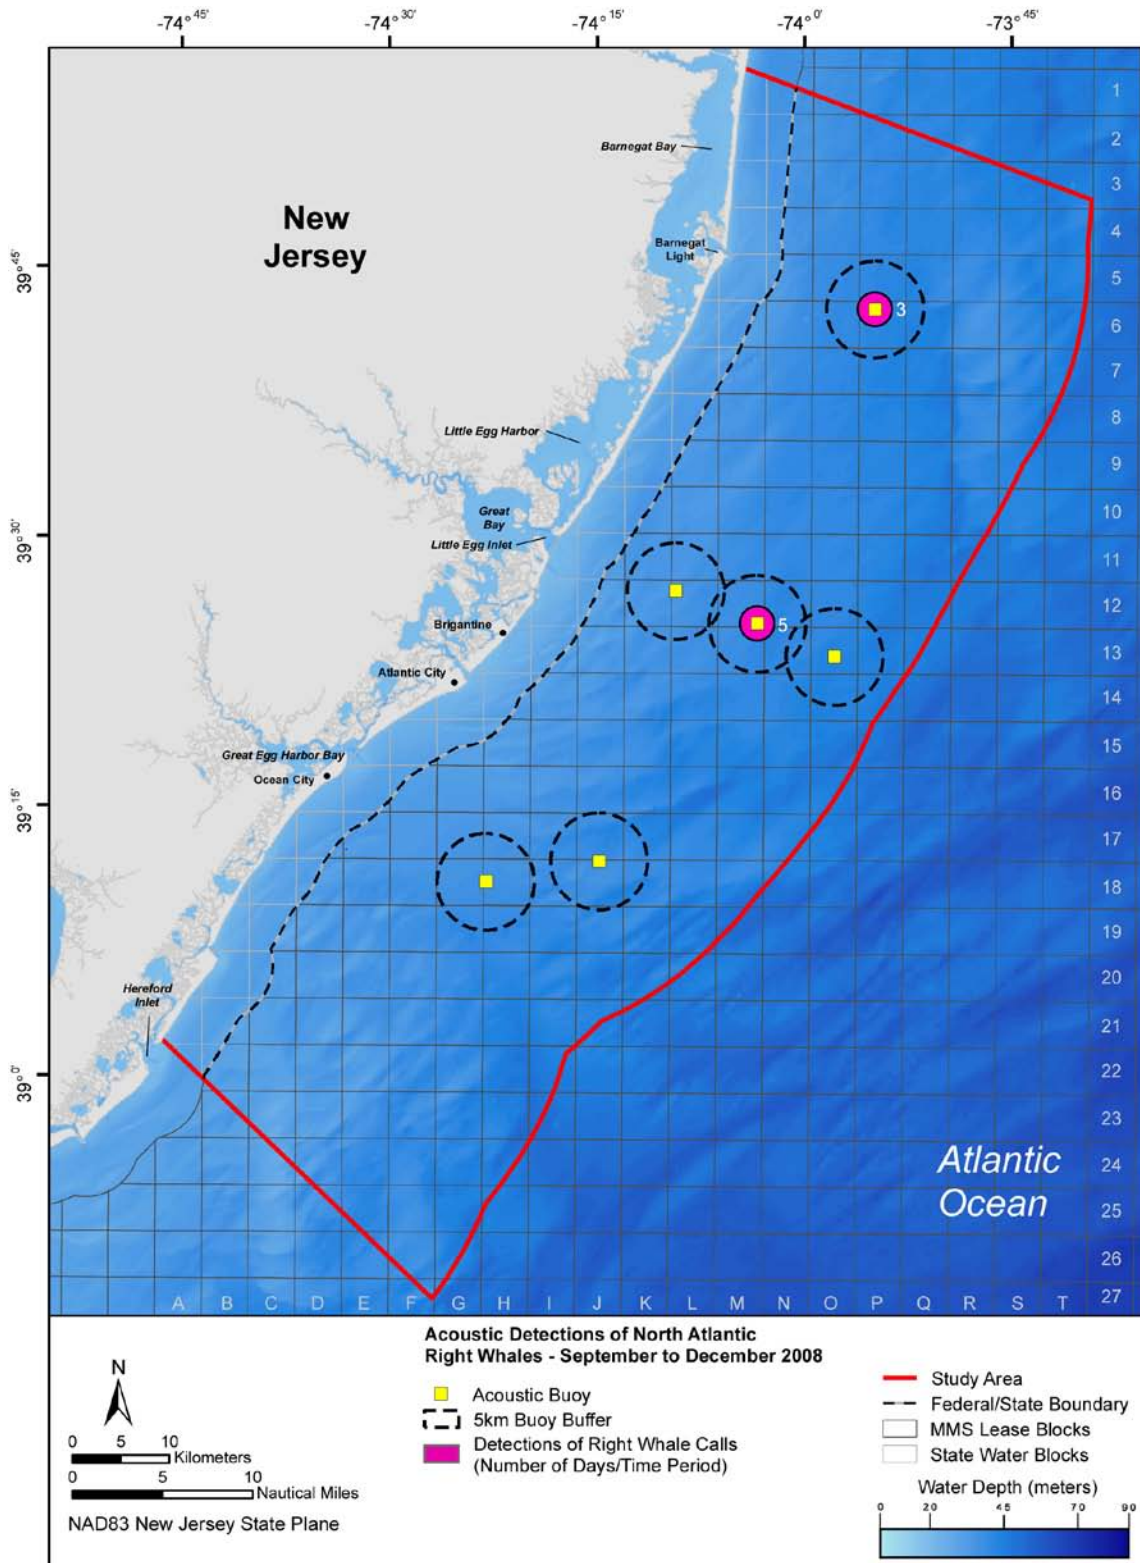 -74°45'
-74°30'
-74°15'
-74°0'
-73°45'
1
2
Barnegat Bay
3
New
Jersey
4
Barnegat
Light
39°45'
5
3
6
7
8
Little Egg Harbor
9
Great
Bay
10
39°30'
Little Egg Inlet
11
12
Brigantine
5
13
Atlantic City
14
15
Great Egg Harbor Bay
Ocean City
16
39°15'
17
18
19
20
Hereford
Inlet
21
22
39°0'
23
Atlantic
Ocean
24
25
26
A B C D E F G H I J K L M N O P Q R S T 27
Acoustic Detections of North Atlantic
Right Whales - September to December 2008
N
Acoustic Buoy
5km Buoy Buffer
Detections of Right Whale Calls
(Number of Days/Time Period)
Study Area
Federal/State Boundary
MMS Lease Blocks
State Water Blocks
0 5 10
Kilometers
0 5 10
Nautical Miles
NAD83 New Jersey State Plane
Water Depth (meters)
0 20 45 70 90